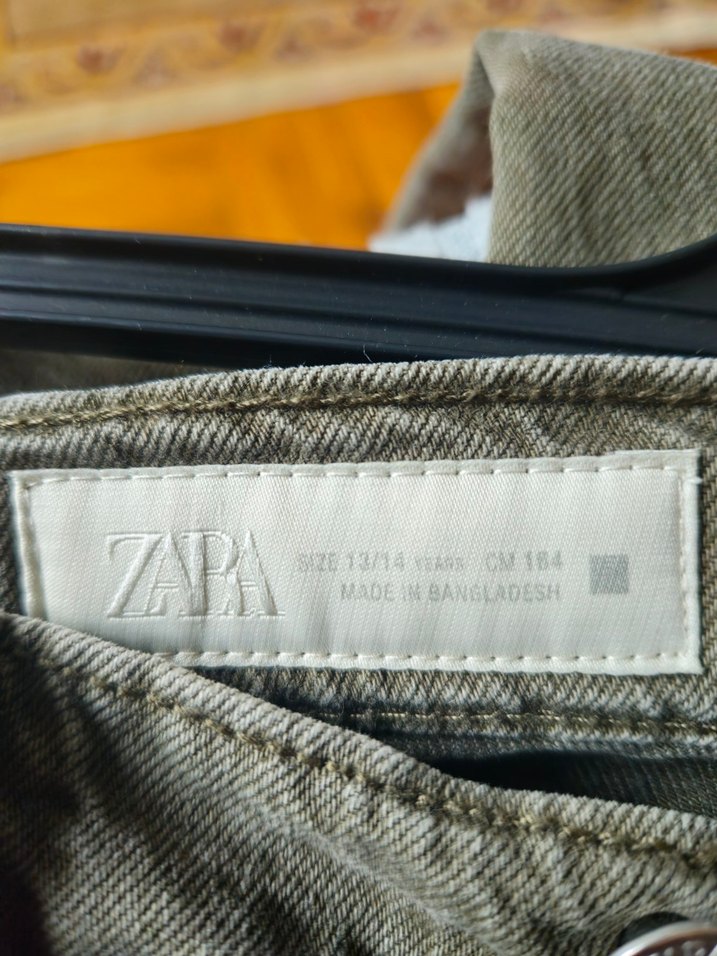 ZARA
SIZE 13/14 YEARS CM 164
MADE IN BANGLADESH